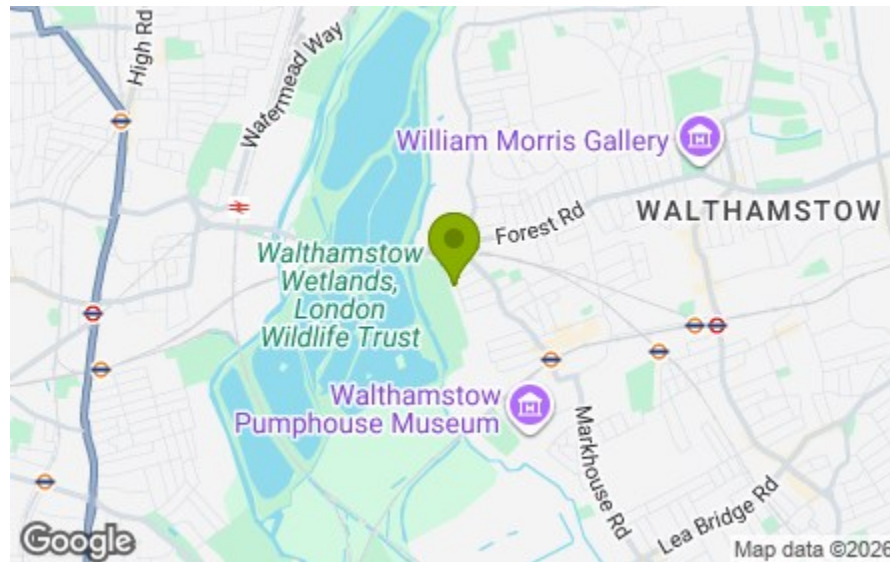 High Rd
Watermead Way
William Morris Gallery
WALTHAMSTOW
Forest Rd
Walthamstow
Wetlands,
London
Wildlife Trust
Walthamstow
Pumphouse Museum
Markhouse Rd
Lea Bridge Rd
Google
Map data ©2026